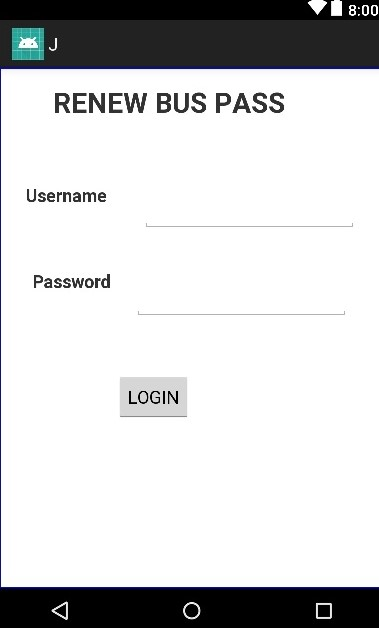 8:00
J
RENEW BUS PASS
Username
Password
LOGIN